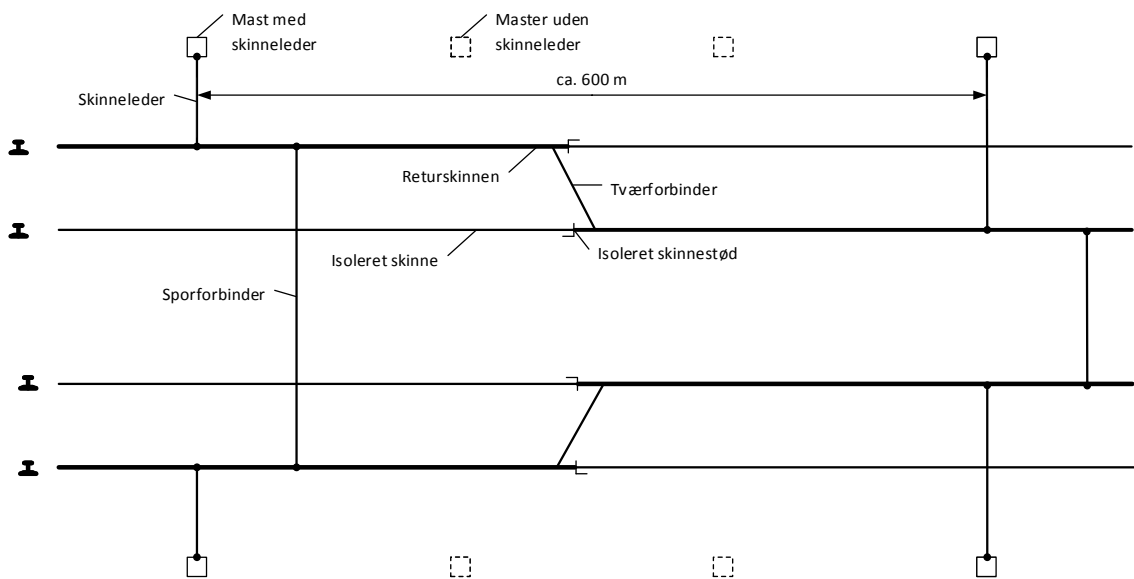 Mast med
skinneleder
Master uden
skinneleder
ca. 600 m
Skinneleder
Returskinnen
Tværforbinder
Isoleret skinne
Isoleret skinnestød
Sporforbinder